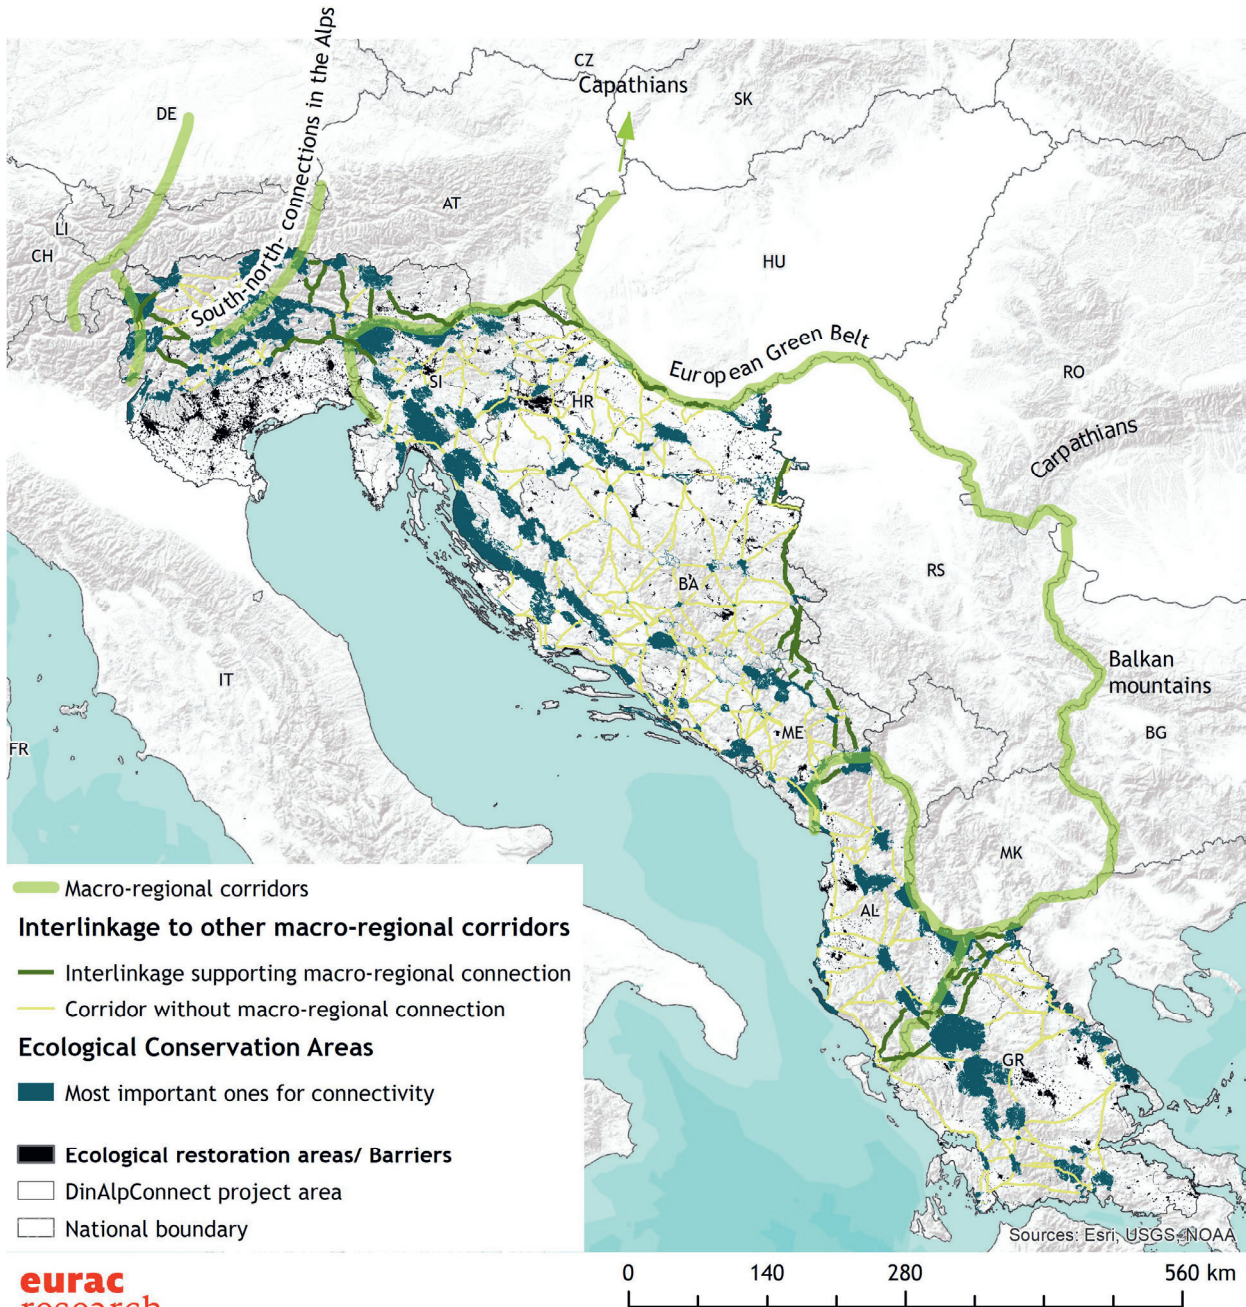 CZ
Capathians
SK
DE
South-north- connections in the Alps
AT
LI
CH
HU
European Green Belt
RO
Carpathians
SI
HR
RS
BA
IT
Balkan
mountains
BG
FR
ME
MK
AL
GR
Macro-regional corridors
Interlinkage to other macro-regional corridors
Interlinkage supporting macro-regional connection
Corridor without macro-regional connection
Ecological Conservation Areas
Most important ones for connectivity
Ecological restoration areas/ Barriers
DinAlpConnect project area
National boundary
Sources: Esri, USGS, NOAA
eurac
research
0 140 280 560 km